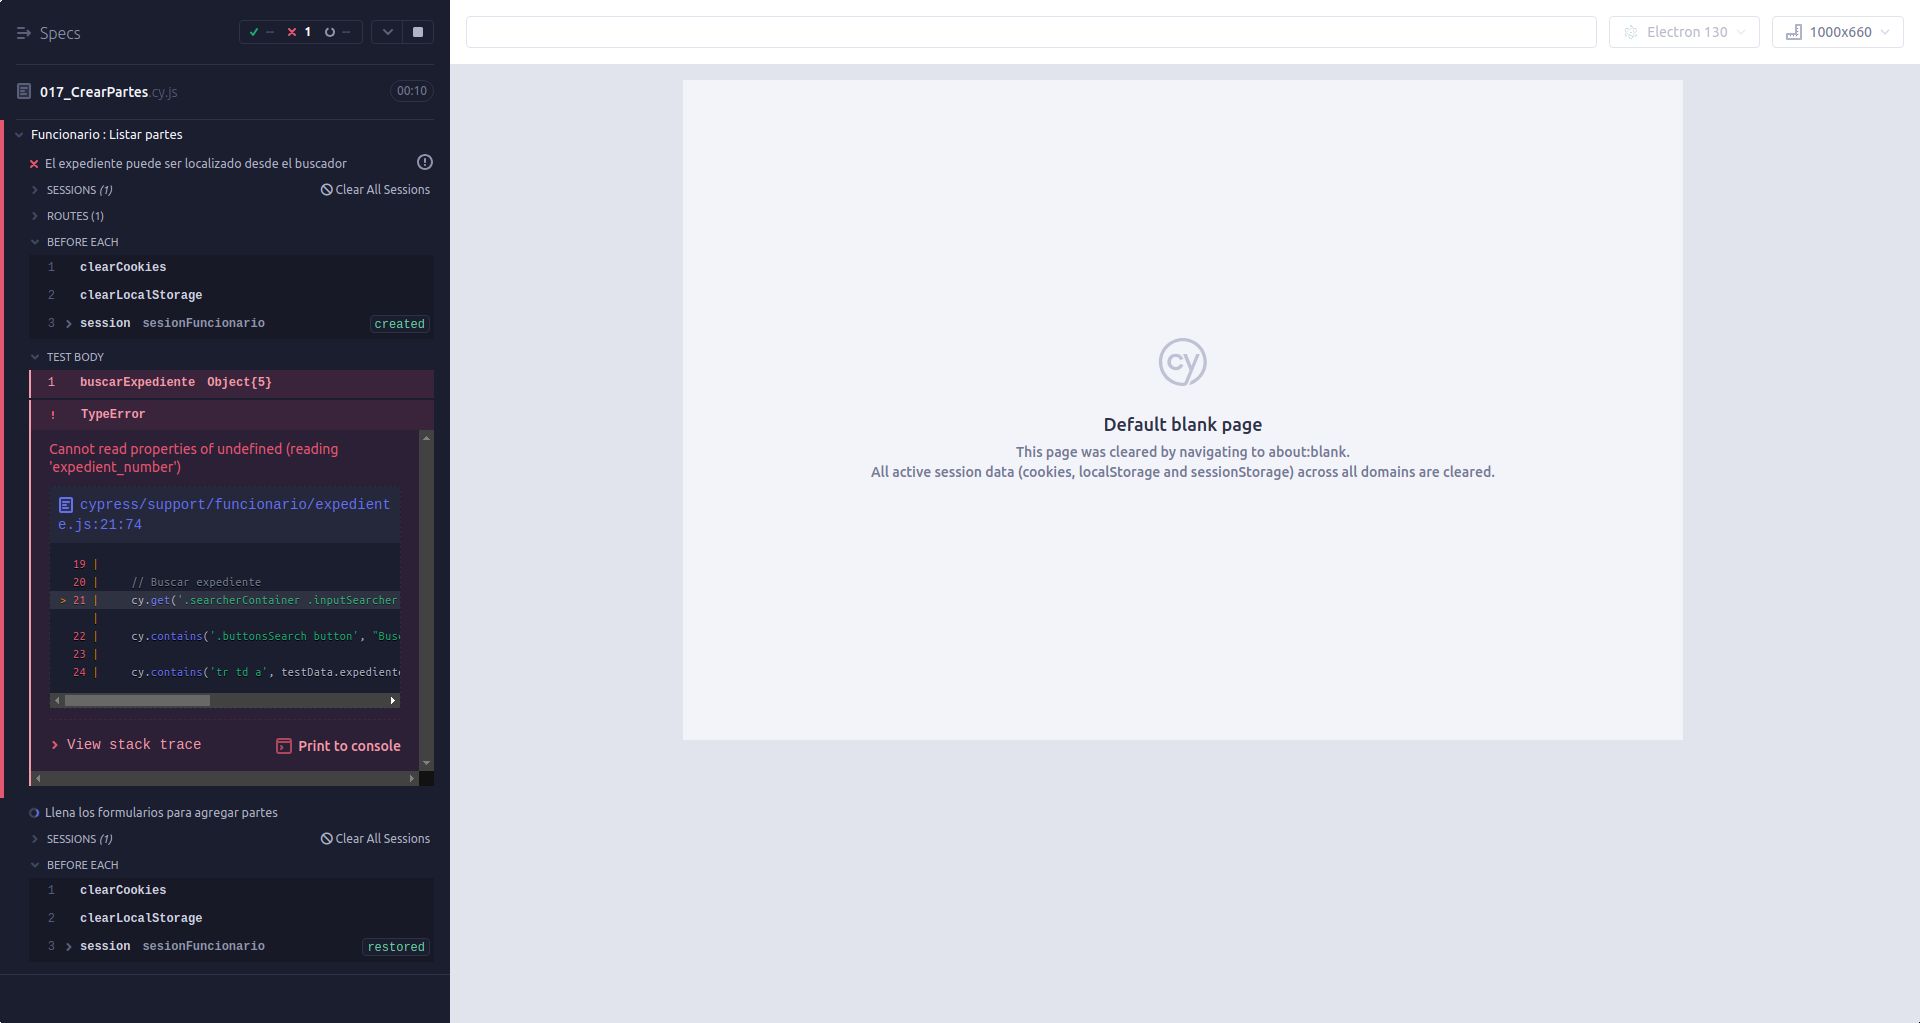 Specs
-- 1 --
Electron 130
1000x660
017_CrearPartes.cy.js 00:10
Funcionario : Listar partes
El expediente puede ser localizado desde el buscador
SESSIONS (1) Clear All Sessions
ROUTES (1)
BEFORE EACH
1 clearCookies
2 clearLocalStorage
3 session sesionFuncionario created
TEST BODY
1 buscarExpediente Object{5}
! TypeError
Cannot read properties of undefined (reading
'expedient_number')
cypress/support/funcionario/expedient
e.js:21:74
19 |
20 | // Buscar expediente
> 21 | cy.get('.searcherContainer .inputSearcher
|
22 | cy.contains('.buttonsSearch button', "Bus
23 |
24 | cy.contains('tr td a', testData.expedient
View stack trace Print to console
Llena los formularios para agregar partes
SESSIONS (1) Clear All Sessions
BEFORE EACH
1 clearCookies
2 clearLocalStorage
3 session sesionFuncionario restored
cy
Default blank page
This page was cleared by navigating to about:blank.
All active session data (cookies, localStorage and sessionStorage) across all domains are cleared.